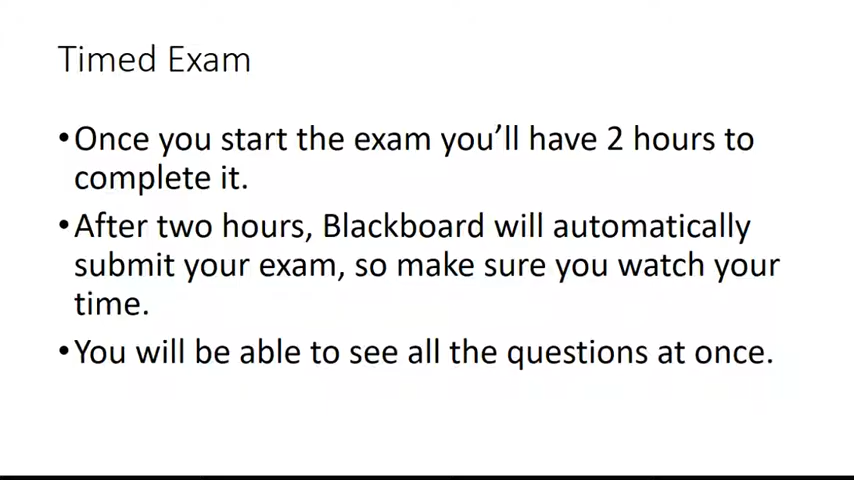 Timed Exam
•Once you start the exam you’ll have 2 hours to
complete it.
•After two hours, Blackboard will automatically
submit your exam, so make sure you watch your
time.
•You will be able to see all the questions at once.